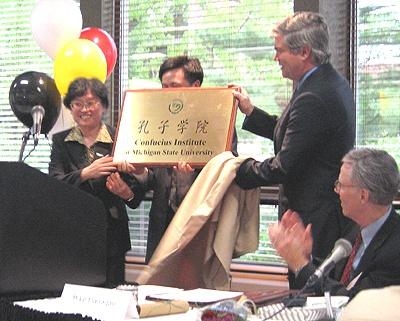 孔子学院
Confucius Institute
at Michigan State University